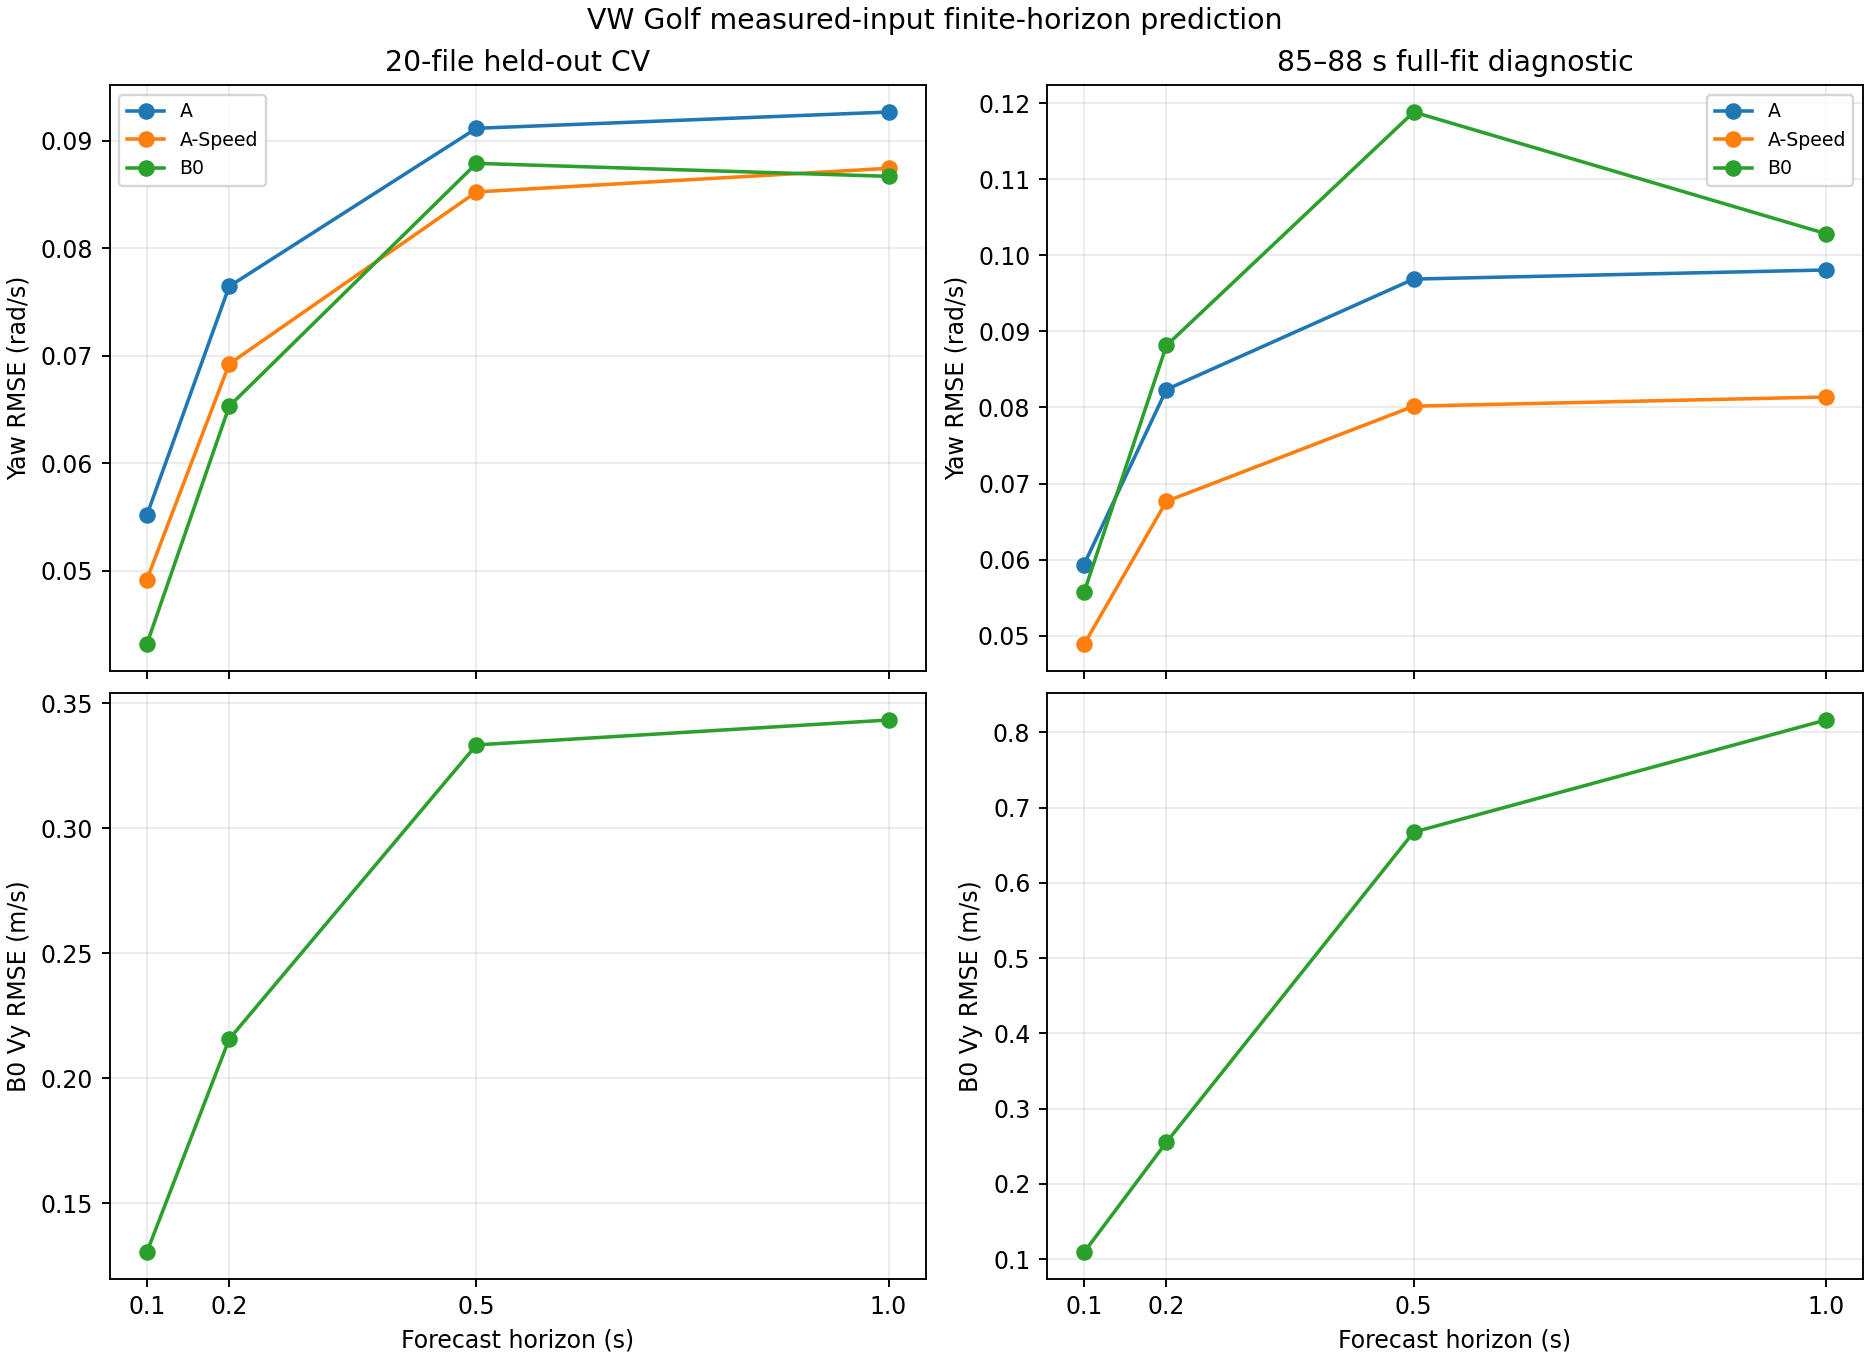 VW Golf measured-input finite-horizon prediction
20-file held-out CV
A
A-Speed
B0
0.09
0.08
0.07
0.06
0.05
Yaw RMSE (rad/s)
85–88 s full-fit diagnostic
A
A-Speed
B0
0.12
0.11
0.10
0.09
0.08
0.07
0.06
0.05
Yaw RMSE (rad/s)
0.35
0.30
0.25
0.20
0.15
B0 Vy RMSE (m/s)
0.1 0.2 0.5 1.0
Forecast horizon (s)
0.8
0.7
0.6
0.5
0.4
0.3
0.2
0.1
B0 Vy RMSE (m/s)
0.1 0.2 0.5 1.0
Forecast horizon (s)